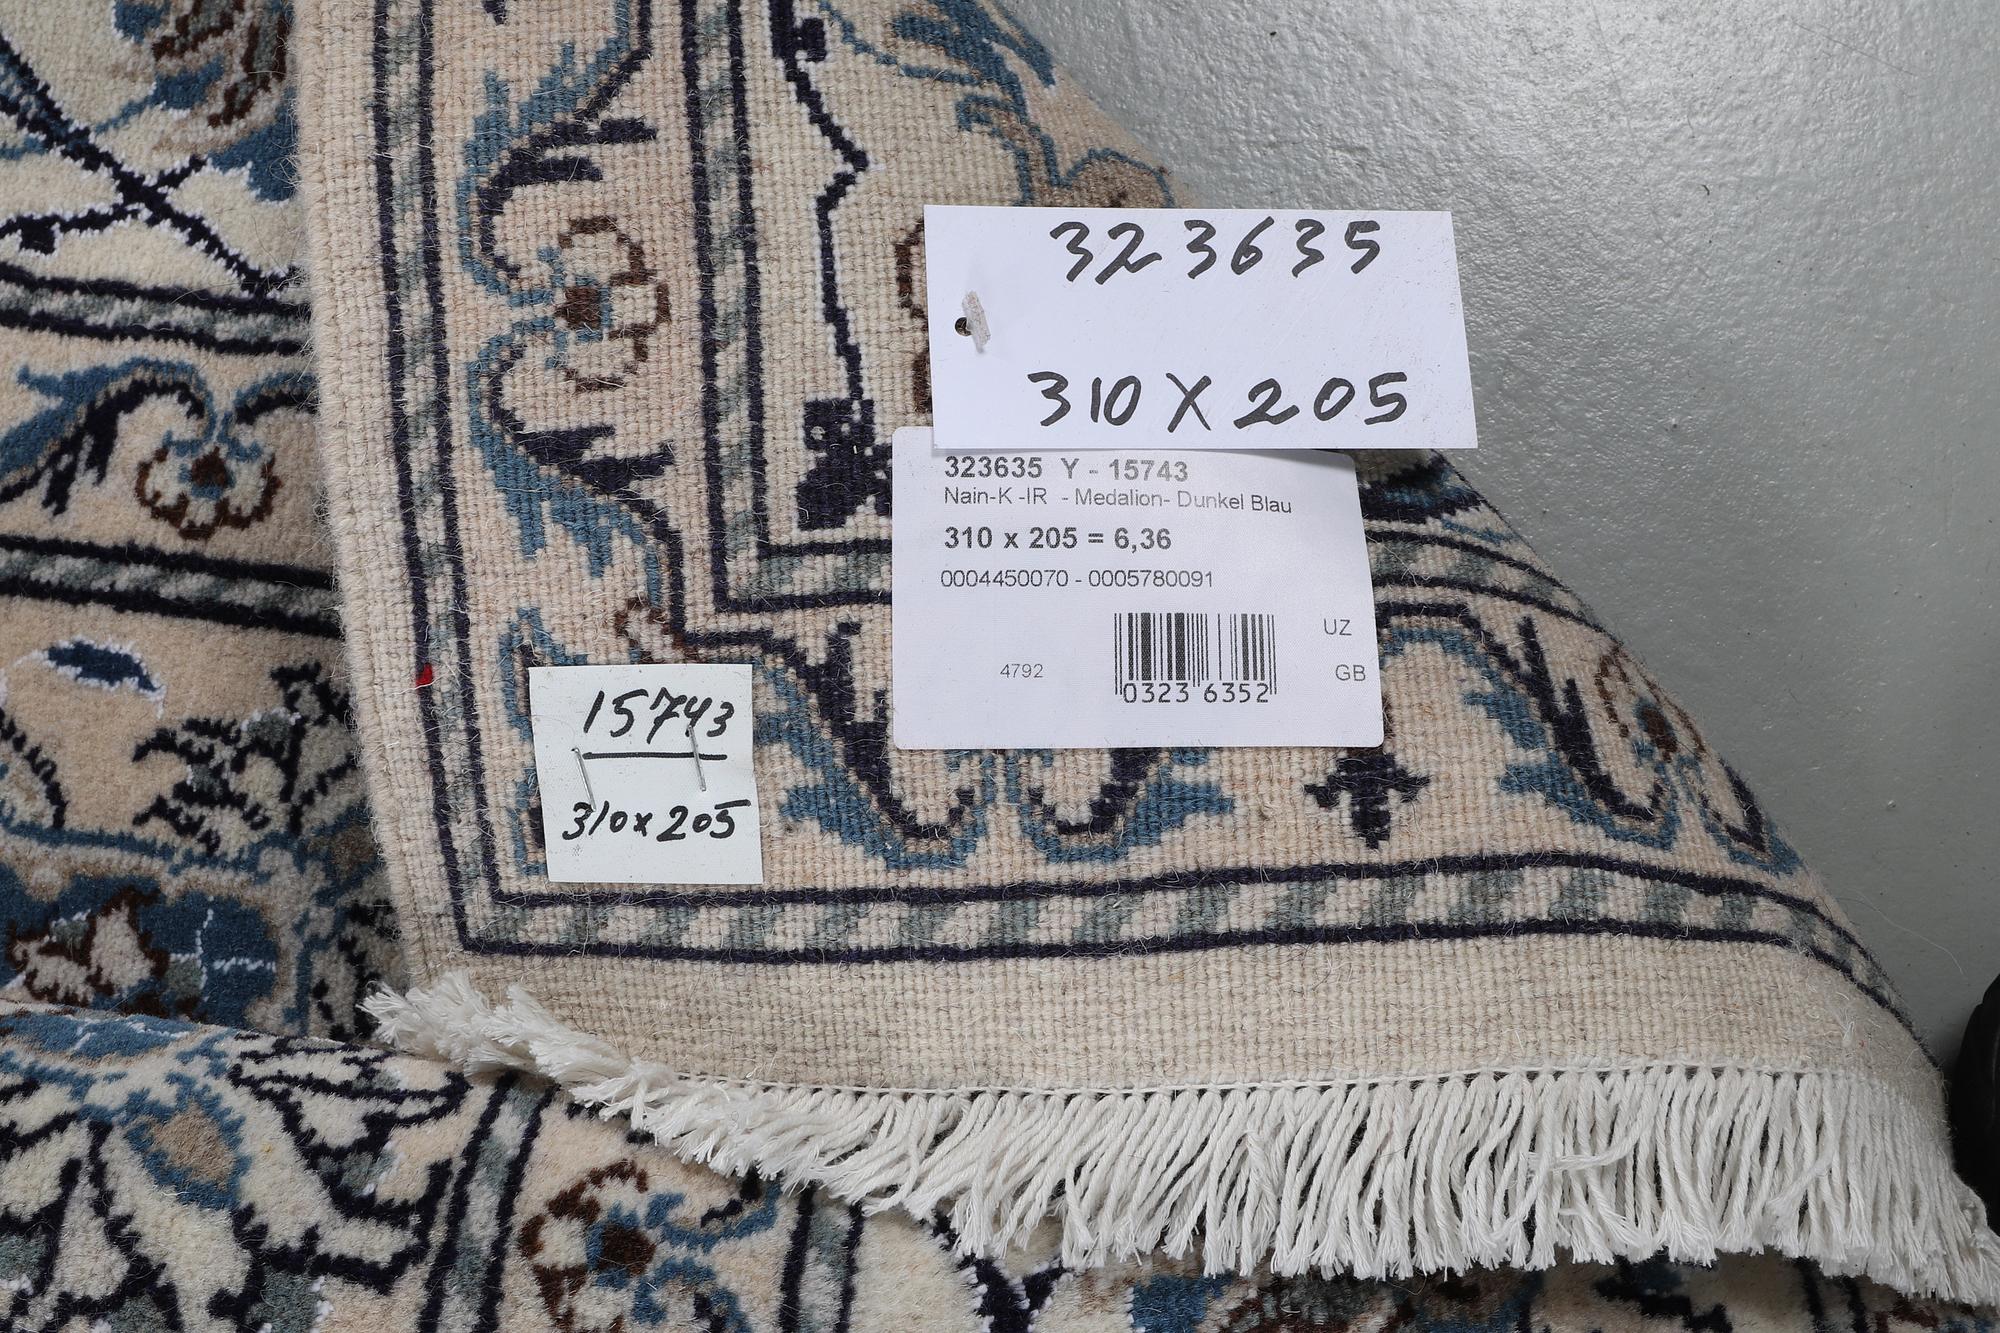 323635
310 X 205
323635 Y - 15743
Nain-K -IR - Medalion- Dunkel Blau
310 x 205 = 6,36
0004450070 - 0005780091
UZ
4792
GB
0323 6352
15743
310 x 205